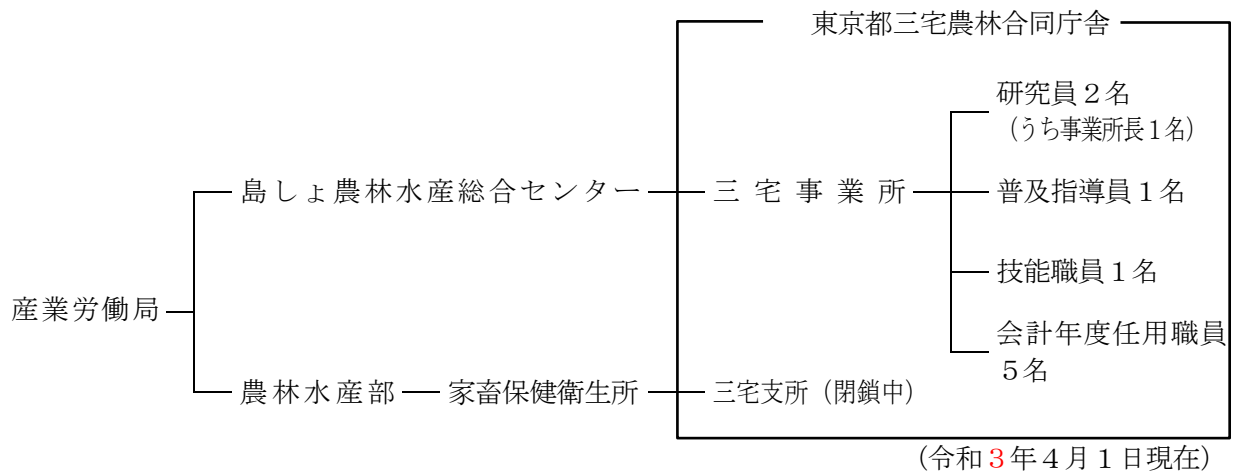 東京都三宅農林合同庁舎
研究員２名
（うち事業所長１名）
島しょ農林水産総合センター
三宅事業所
普及指導員１名
技能職員１名
産業労働局
会計年度任用職員
５名
農林水産部
家畜保健衛生所
三宅支所（閉鎖中）
（令和３年４月１日現在）